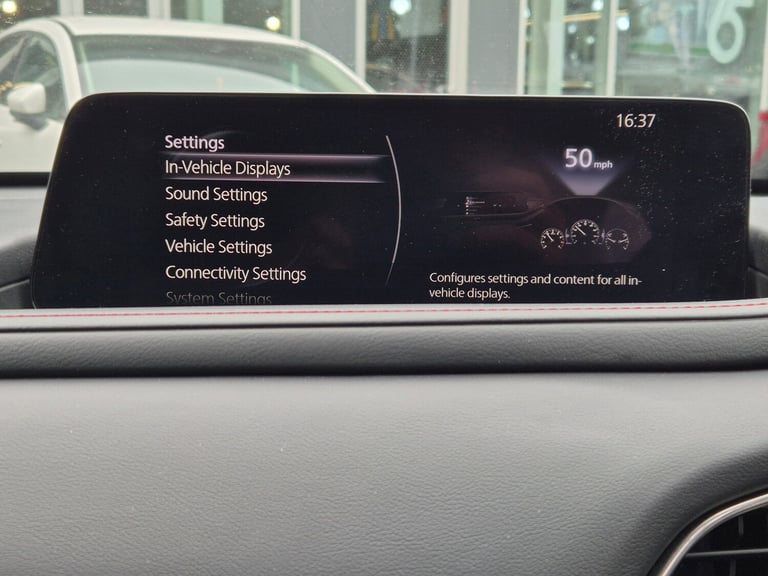 16:37
Settings
In-Vehicle Displays
Sound Settings
Safety Settings
Vehicle Settings
Connectivity Settings
System Settings
50 mph
Configures settings and content for all in-
vehicle displays.
6